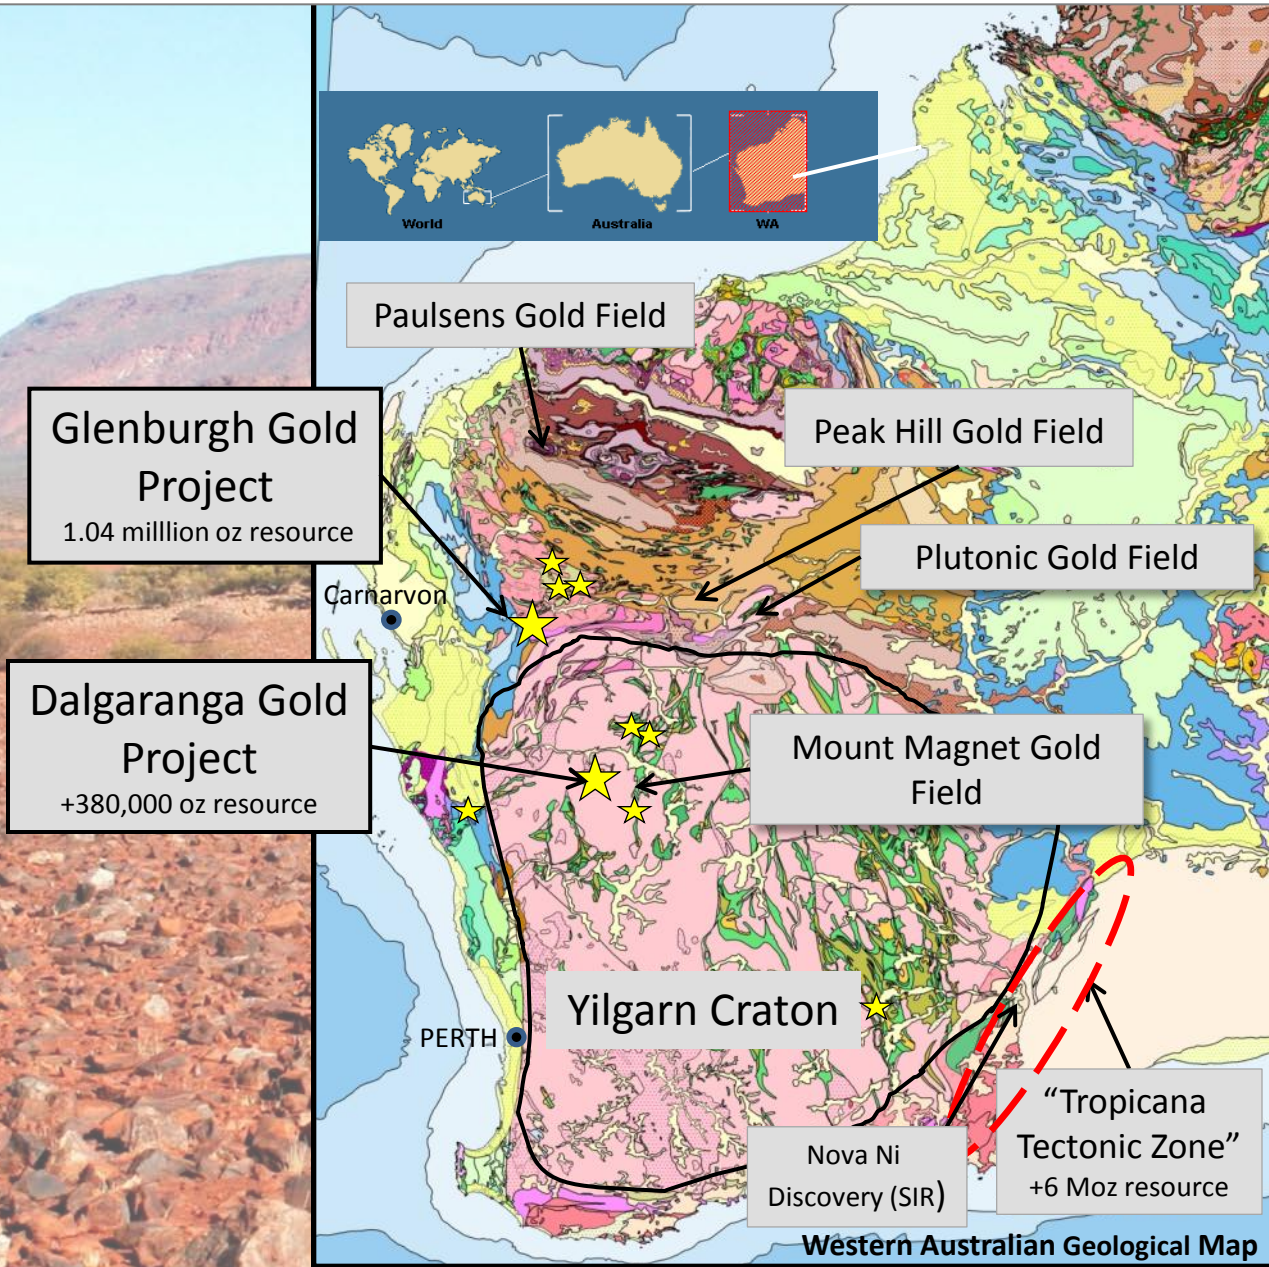 World
Australia
WA
Paulsens Gold Field
Glenburgh Gold
Project
1.04 milllion oz resource
Peak Hill Gold Field
Plutonic Gold Field
Carnarvon
Dalgaranga Gold
Project
+380,000 oz resource
Mount Magnet Gold
Field
Yilgarn Craton
PERTH
"Tropicana
Tectonic Zone"
+6 Moz resource
Nova Ni
Discovery (SIR)
Western Australian Geological Map